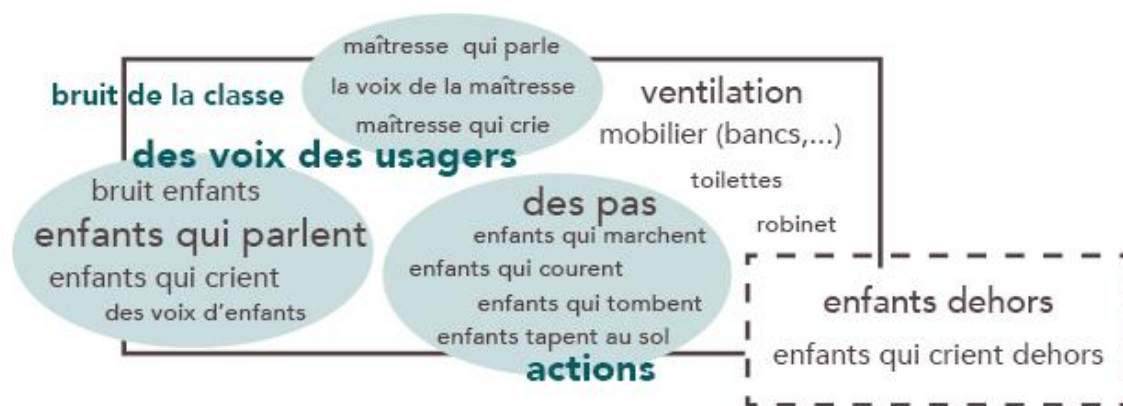 maîtresse qui parle
la voix de la maîtresse
maîtresse qui crie
bruit de la classe
des voix des usagers
bruit enfants
enfants qui parlent
enfants qui crient
des voix d'enfants
des pas
enfants qui marchent
enfants qui courent
enfants qui tombent
enfants tapent au sol
actions
ventilation
mobilier (bancs,...)
toilettes
robinet
enfants dehors
enfants qui crient dehors